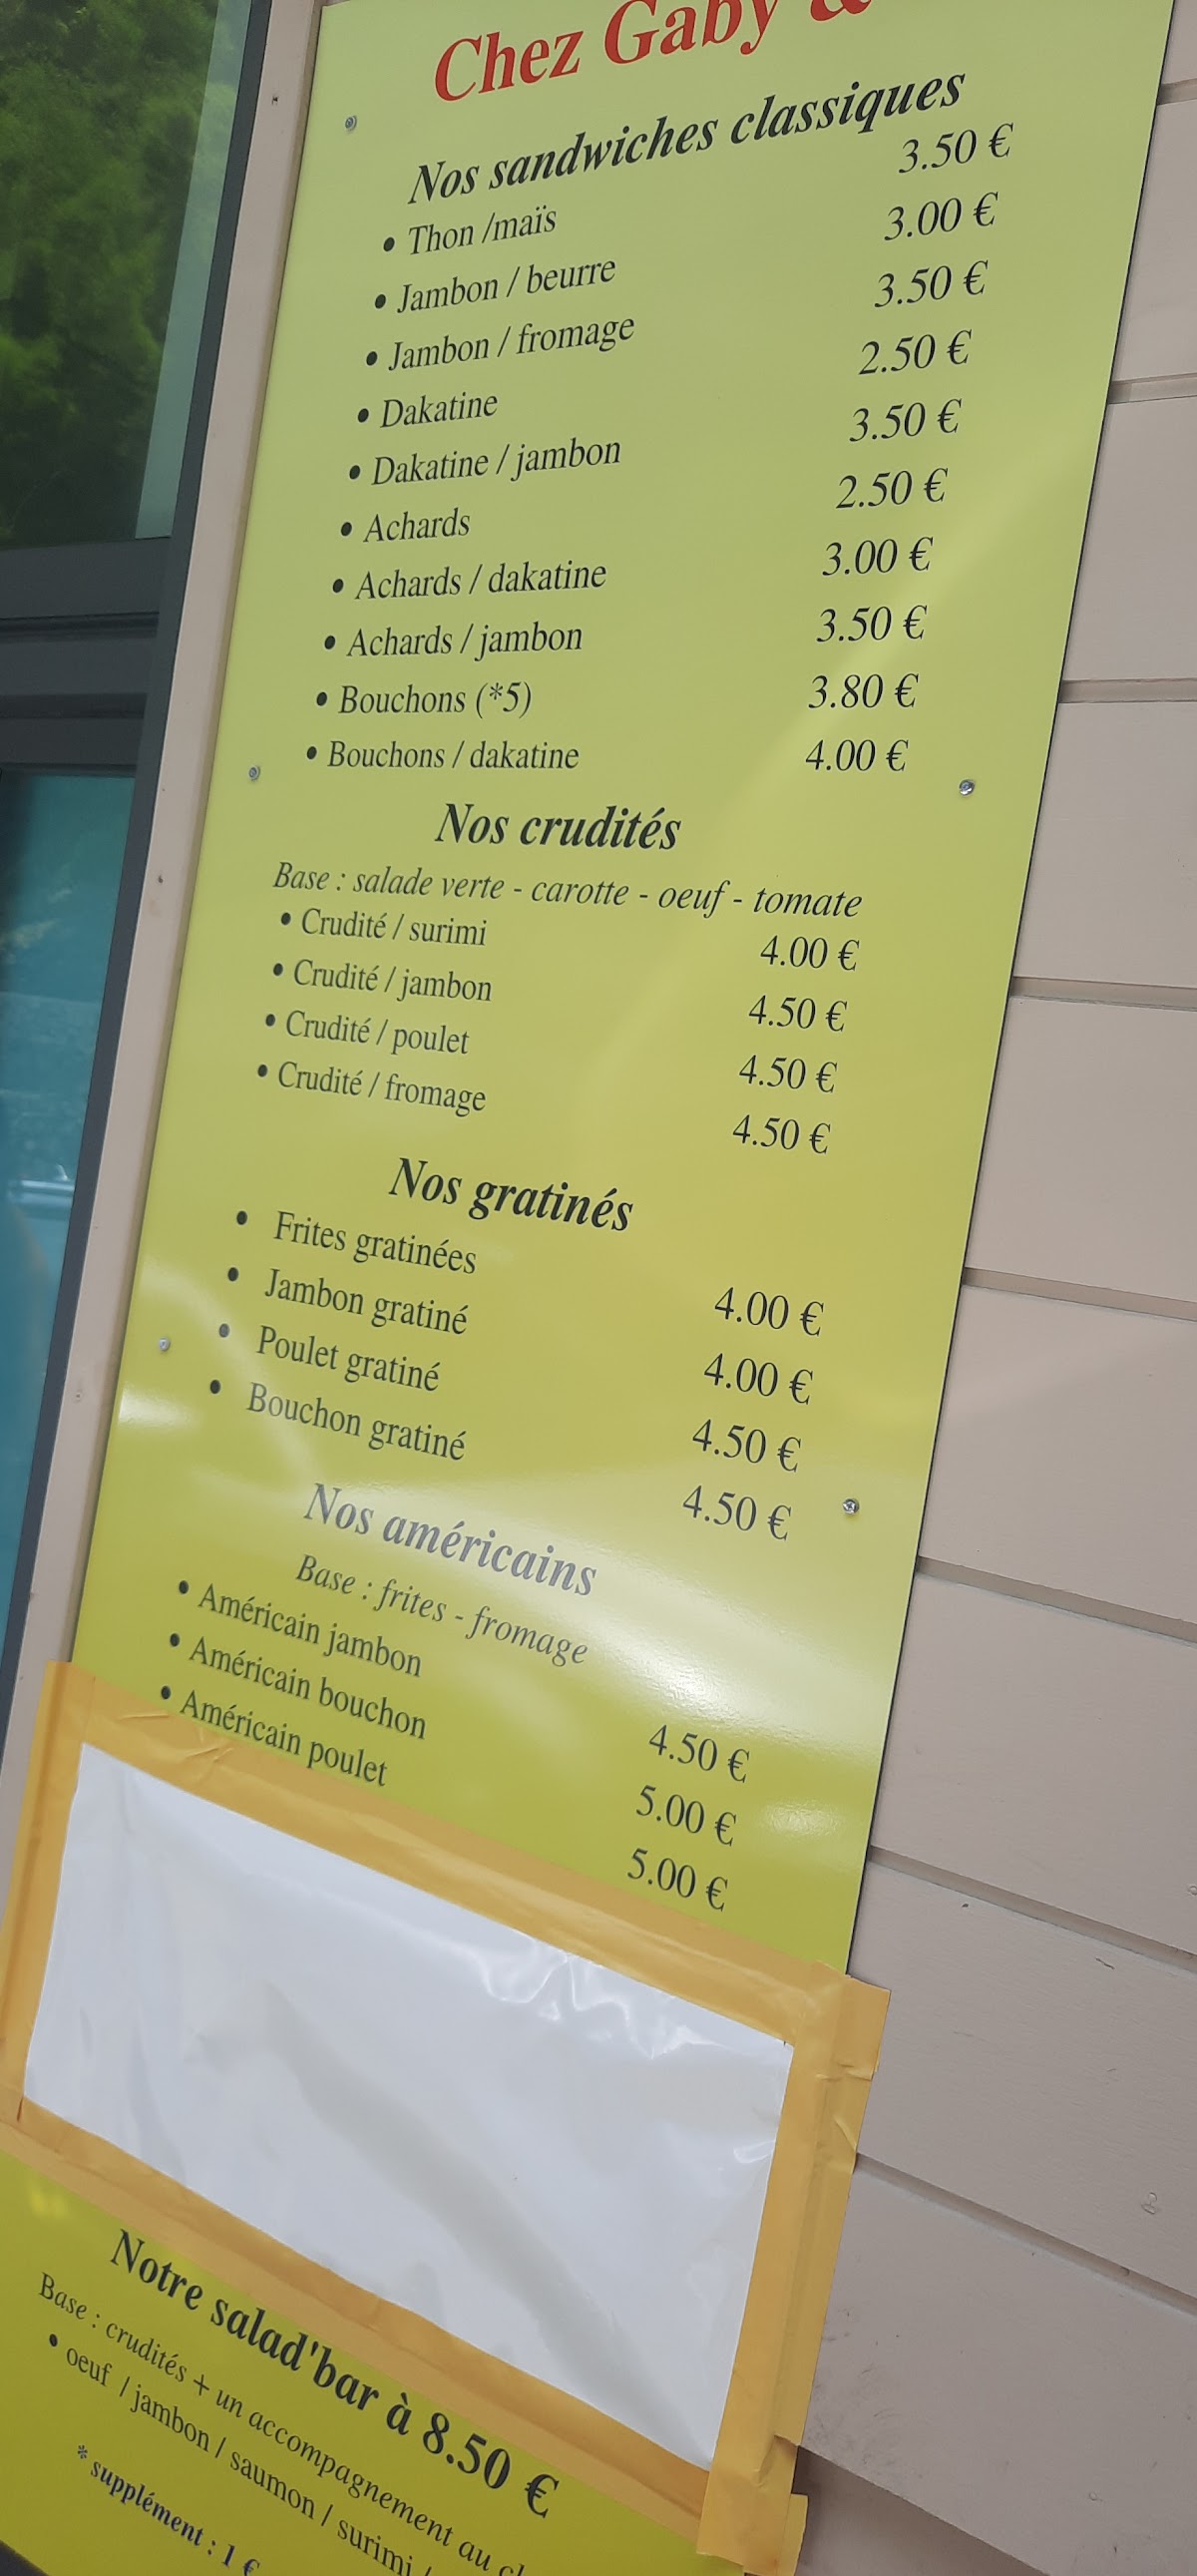 Chez Gaby &
Nos sandwiches classiques
• Thon /maïs 3.50 €
• Jambon / beurre 3.00 €
• Jambon / fromage 3.50 €
• Dakatine 2.50 €
• Dakatine / jambon 3.50 €
• Achards 2.50 €
• Achards / dakatine 3.00 €
• Achards / jambon 3.50 €
• Bouchons (*5) 3.80 €
• Bouchons / dakatine 4.00 €
Nos crudités
Base : salade verte - carotte - oeuf - tomate
• Crudité / surimi 4.00 €
• Crudité / jambon 4.50 €
• Crudité / poulet 4.50 €
• Crudité / fromage 4.50 €
Nos gratinés
• Frites gratinées 4.00 €
• Jambon gratiné 4.00 €
• Poulet gratiné 4.50 €
• Bouchon gratiné 4.50 €
Nos américains
Base : frites - fromage
• Américain jambon 4.50 €
• Américain bouchon 5.00 €
• Américain poulet 5.00 €
Notre salad'bar à 8.50 €
Base : crudités + un accompagnement au
• oeuf / jambon / saumon / surimi /
* supplément : 1 €